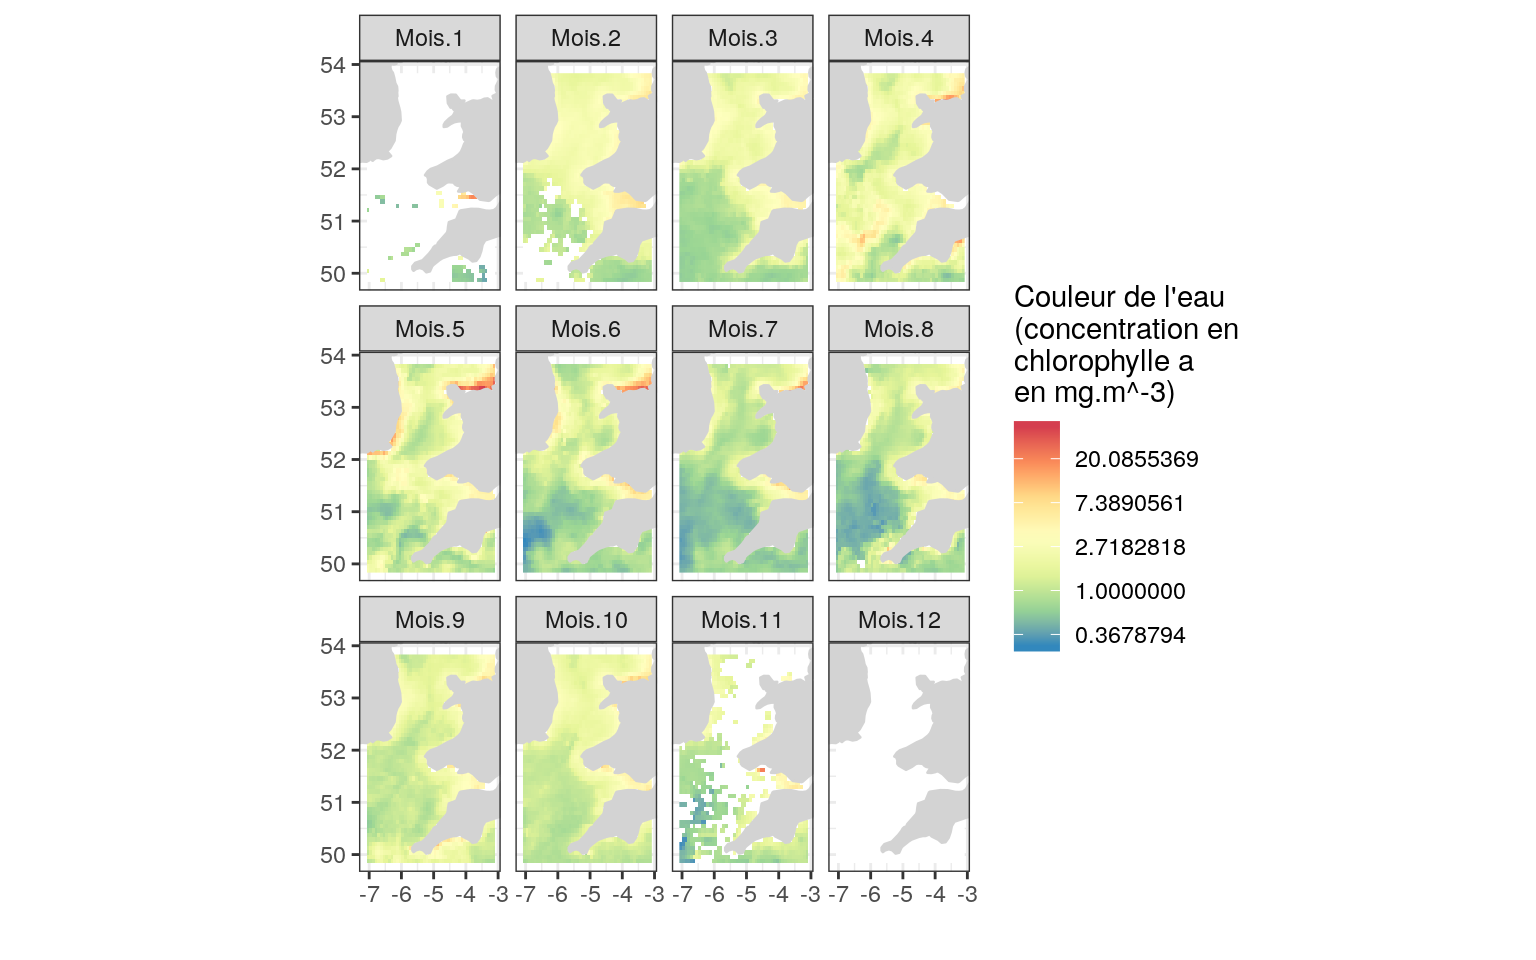 Mois.1 Mois.2 Mois.3 Mois.4
54
53
52
51
50
Mois.5 Mois.6 Mois.7 Mois.8
54
53
52
51
50
Mois.9 Mois.10 Mois.11 Mois.12
54
53
52
51
50
-7 -6 -5 -4 -3 -7 -6 -5 -4 -3 -7 -6 -5 -4 -3 -7 -6 -5 -4 -3
Couleur de l'eau
(concentration en
chlorophylle a
en mg.m^-3)
20.0855369
7.3890561
2.7182818
1.0000000
0.3678794